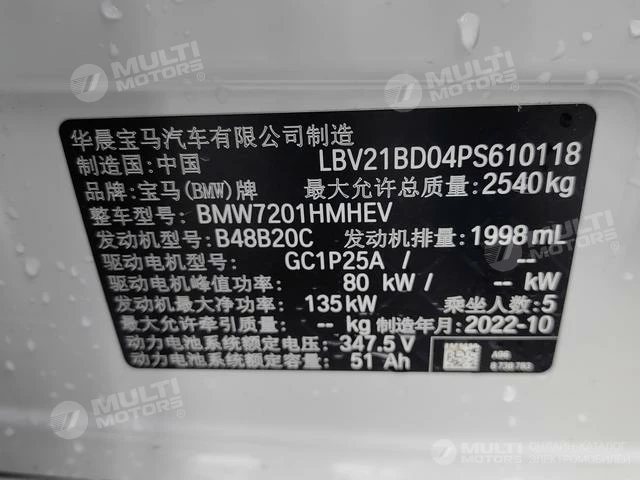 MULTI MOTORS
MULTI MOTORS
MULTI MOTORS
华晨宝马汽车有限公司制造
制造国:中国
LBV21BD04PS610118
品牌:宝马(BMW)牌
最大允许总质量:2540kg
整车型号:BMW7201HMHEV
发动机型号:B48B20C
发动机排量:1998 mL
驱动电机型号: GC1P25A / --
驱动电机峰值功率: 80 kW/ -- kW
发动机最大净功率: 135kW
乘坐人数:5
最大允许牵引质量: -- kg
制造年月:2022-10
动力电池系统额定电压: 347.5 V
动力电池系统额定容量: 51 Ah
MULTI MOTORS
MULTI MOTORS
MULTI MOTORS